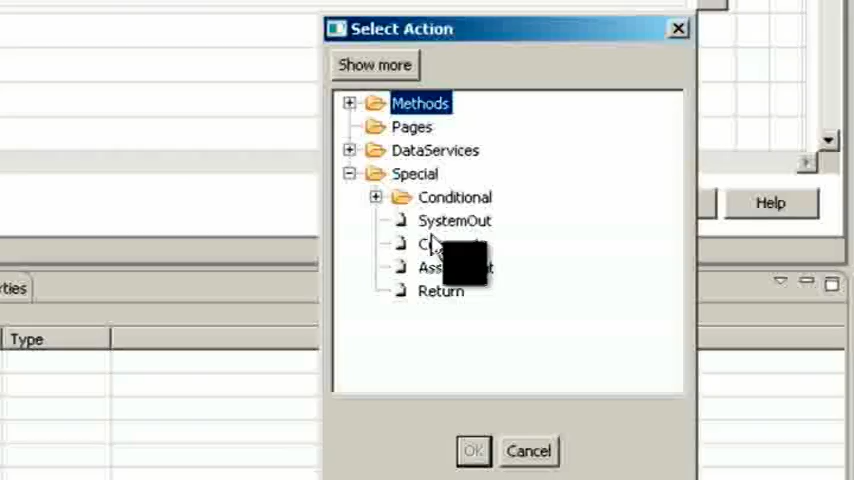 Select Action
Show more
Methods
Pages
DataServices
Special
Conditional
SystemOut
Return
Help
rties
Type
OK
Cancel